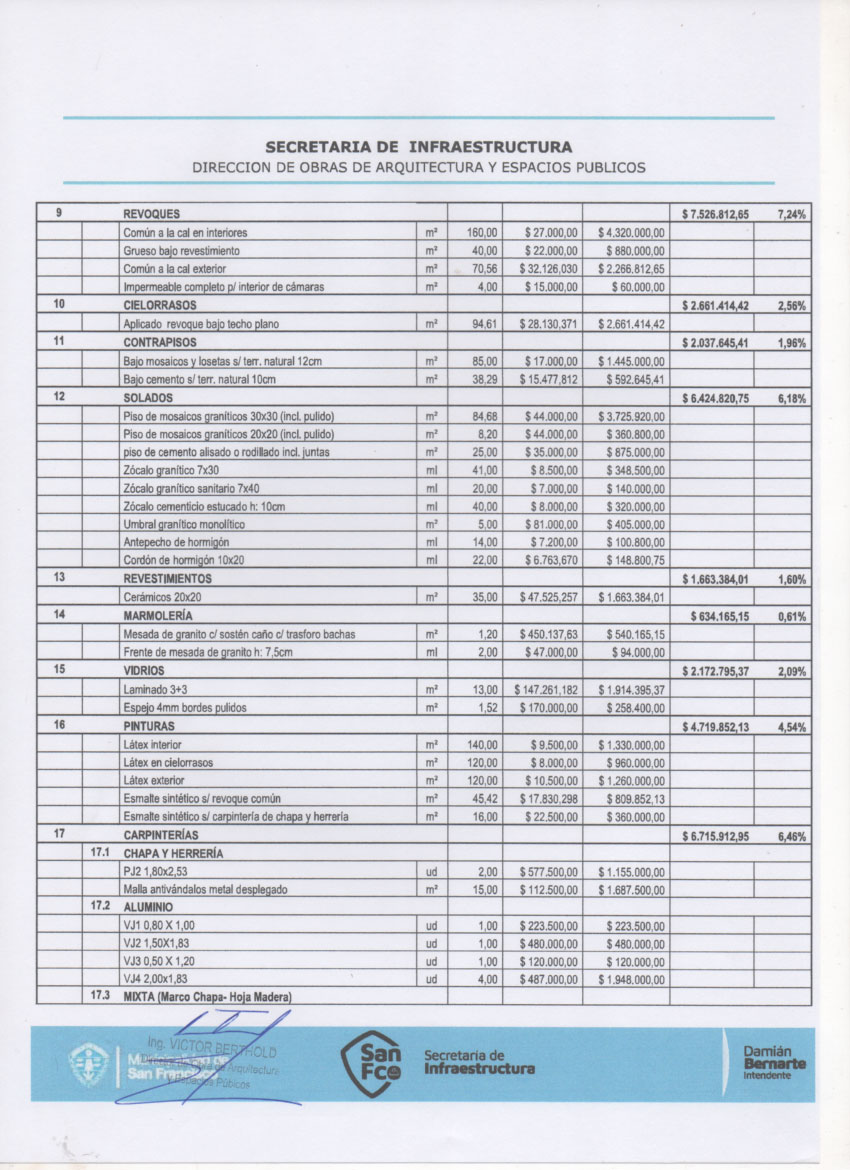 SECRETARIA DE INFRAESTRUCTURA
DIRECCION DE OBRAS DE ARQUITECTURA Y ESPACIOS PUBLICOS
9 REVOQUES $ 7.526.812,65 7,24%
Común a la cal en interiores m² 160,00 $ 27.000,00 $ 4.320.000,00
Grueso bajo revestimiento m² 40,00 $ 22.000,00 $ 880.000,00
Común a la cal exterior m² 70,56 $ 32.126,030 $ 2.266.812,65
Impermeable completo p/ interior de cámaras m² 4,00 $ 15.000,00 $ 60.000,00
10 CIELORRASOS $ 2.661.414,42 2,56%
Aplicado revoque bajo techo plano m² 94,61 $ 28.130,371 $ 2.661.414,42
11 CONTRAPISOS $ 2.037.645,41 1,96%
Bajo mosaicos y losetas s/ terr. natural 12cm m² 85,00 $ 17.000,00 $ 1.445.000,00
Bajo cemento s/ terr. natural 10cm m² 38,29 $ 15.477,812 $ 592.645,41
12 SOLADOS $ 6.424.820,75 6,18%
Piso de mosaicos graníticos 30x30 (incl. pulido) m² 84,68 $ 44.000,00 $ 3.725.920,00
Piso de mosaicos graníticos 20x20 (incl. pulido) m² 8,20 $ 44.000,00 $ 360.800,00
piso de cemento alisado o rodillado incl. juntas m² 25,00 $ 35.000,00 $ 875.000,00
Zócalo granítico 7x30 ml 41,00 $ 8.500,00 $ 348.500,00
Zócalo granítico sanitario 7x40 ml 20,00 $ 7.000,00 $ 140.000,00
Zócalo cementicio estucado h: 10cm ml 40,00 $ 8.000,00 $ 320.000,00
Umbral granítico monolítico m² 5,00 $ 81.000,00 $ 405.000,00
Antepecho de hormigón ml 14,00 $ 7.200,00 $ 100.800,00
Cordón de hormigón 10x20 ml 22,00 $ 6.763,670 $ 148.800,75
13 REVESTIMIENTOS $ 1.663,384,01 1,60%
Cerámicos 20x20 m² 35,00 $ 47.525,257 $ 1.663.384,01
14 MARMOLERÍA $ 634.165,15 0,61%
Mesada de granito c/ sostén caño c/ trasforo bachas m² 1,20 $ 450.137,63 $ 540.165,15
Frente de mesada de granito h: 7,5cm ml 2,00 $ 47.000,00 $ 94.000,00
15 VIDRIOS $ 2.172.795,37 2,09%
Laminado 3+3 m² 13,00 $ 147.261,182 $ 1.914.395,37
Espejo 4mm bordes pulidos m² 1,52 $ 170.000,00 $ 258.400,00
16 PINTURAS $ 4.719.852,13 4,54%
Látex interior m² 140,00 $ 9.500,00 $ 1.330.000,00
Látex en cielorrasos m² 120,00 $ 8.000,00 $ 960.000,00
Látex exterior m² 120,00 $ 10.500,00 $ 1.260.000,00
Esmalte sintético s/ revoque común m² 45,42 $ 17.830,298 $ 809.852,13
Esmalte sintético s/ carpintería de chapa y herrería m² 16,00 $ 22.500,00 $ 360.000,00
17 CARPINTERÍAS $ 6.715.912,95 6,46%
17.1 CHAPA Y HERRERÍA
PJ2 1,80x2,53 ud 2,00 $ 577.500,00 $ 1.155.000,00
Malla antivándalos metal desplegado m² 15,00 $ 112.500,00 $ 1.687.500,00
17.2 ALUMINIO
VJ1 0,80 X 1,00 ud 1,00 $ 223.500,00 $ 223.500,00
VJ2 1,50X1,83 ud 1,00 $ 480.000,00 $ 480.000,00
VJ3 0,50 X 1,20 ud 1,00 $ 120.000,00 $ 120.000,00
VJ4 2,00x1,83 ud 4,00 $ 487.000,00 $ 1.948.000,00
17.3 MIXTA (Marco Chapa- Hoja Madera)
Ing. VICTOR BERTHOLD
de Arquitectura
y Espacios Públicos
San Francisco
San
Fco
Secretaría de
Infraestructura
Damián
Bernarte
Intendente